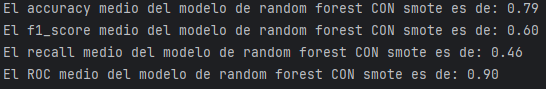 El accuracy medio del modelo de random forest CON smote es de: 0.79
El f1_score medio del modelo de random forest CON smote es de: 0.60
El recall medio del modelo de random forest CON smote es de: 0.46
El ROC medio del modelo de random forest CON smote es de: 0.90